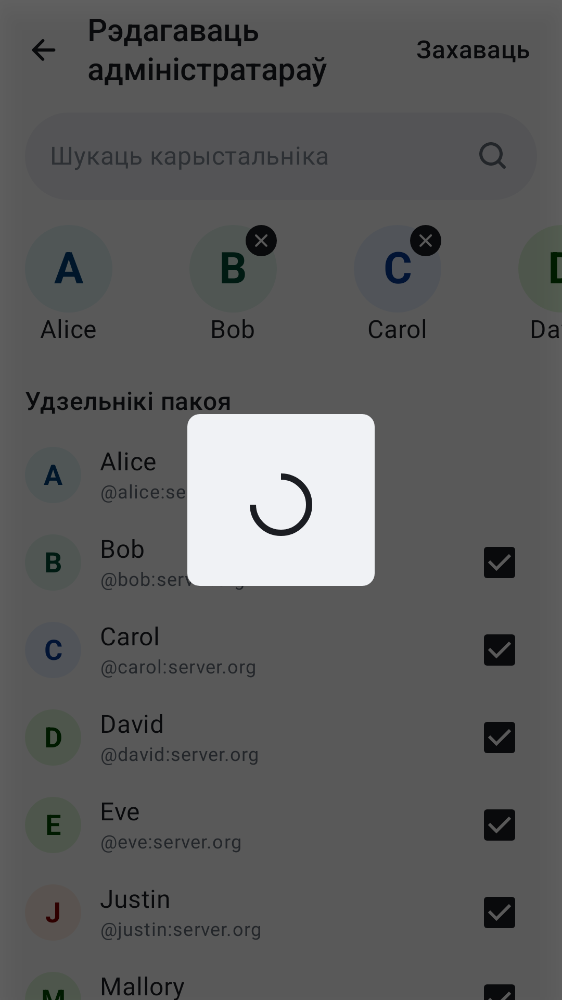 Рэдагаваць
адміністратараў
Захаваць
Шукаць карыстальніка
A
B
C
D
Alice
Bob
Carol
Da
Удзельнікі пакоя
A
Alice
@alice:se
B
Bob
@bob:serv
C
Carol
@carol:server.org
D
David
@david:server.org
E
Eve
@eve:server.org
J
Justin
@justin:server.org
M
Mallory